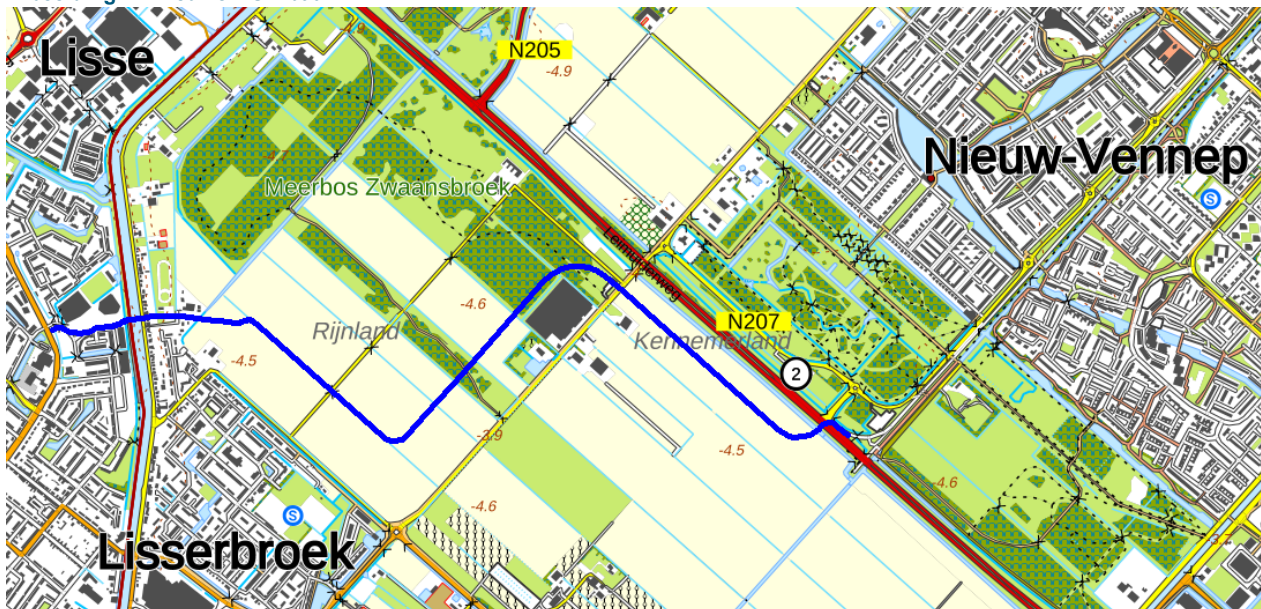 Lisse
N205
-4.9
Nieuw-Vennep
Meerbos Zwaansbroek
Leimuiderweg
-4.6
Rijnland
N207
Kennemerland
-4.5
2
-3.9
-4.5
-4.6
-4.6
Lisserbroek
S
S